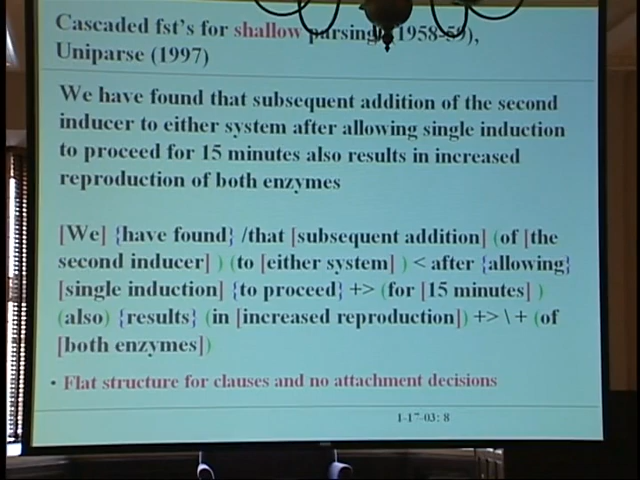 Cascaded fst's for shallow parsing (1958-59),
Uniparse (1997)
We have found that subsequent addition of the second
inducer to either system after allowing single induction
to proceed for 15 minutes also results in increased
reproduction of both enzymes
[We] {have found} /that [subsequent addition] (of [the
second inducer] ) (to [either system] ) < after {allowing}
[single induction] {to proceed} +> (for [15 minutes] )
(also) {results} (in [increased reproduction]) +> \ + (of
[both enzymes])
• Flat structure for clauses and no attachment decisions
1-17-03: 8